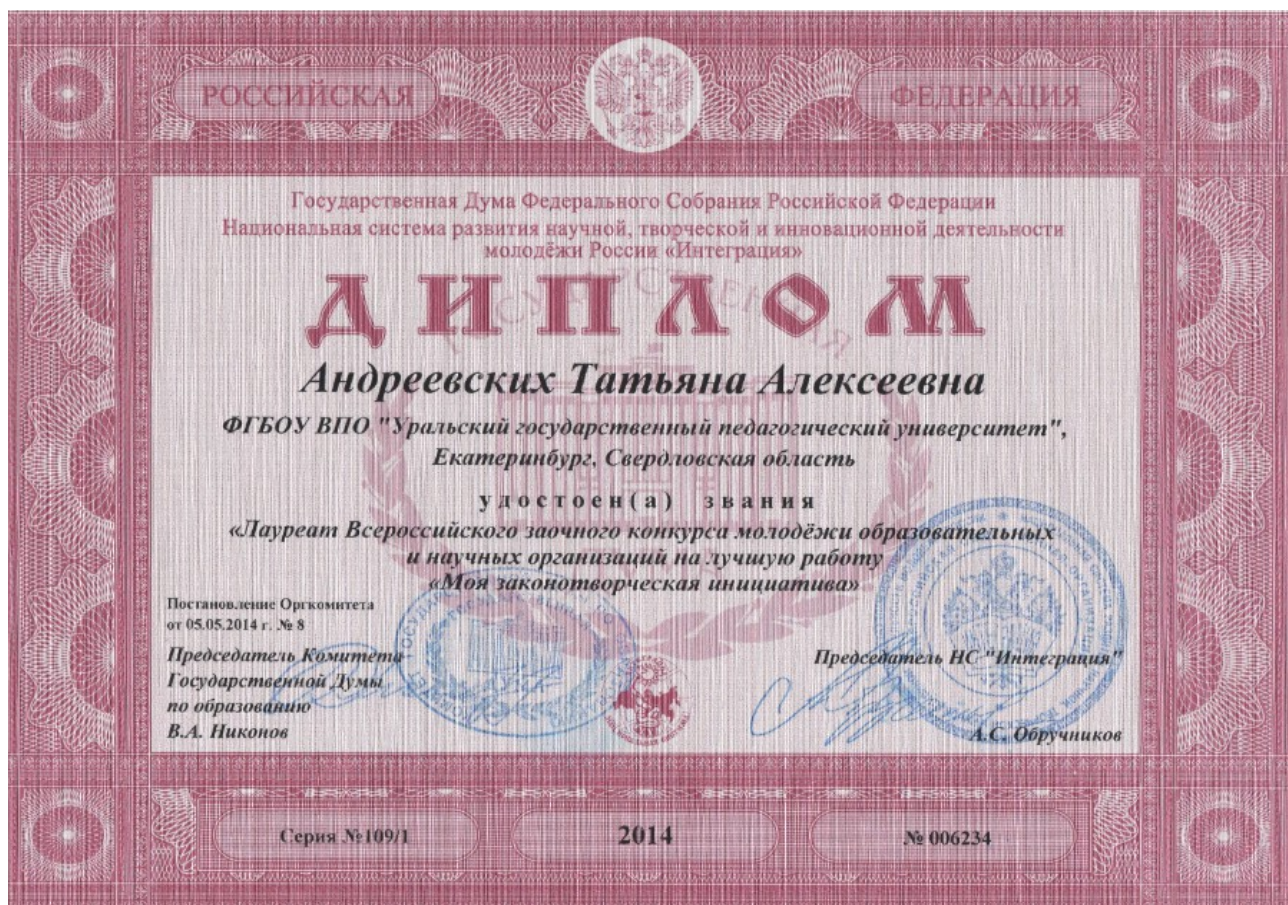 РОССИЙСКАЯ ФЕДЕРАЦИЯ
Государственная Дума Федерального Собрания Российской Федерации
Национальная система развития научной, творческой и инновационной деятельности
молодёжи России «Интеграция»
ДИПЛОМ
Андреевских Татьяна Алексеевна
ФГБОУ ВПО "Уральский государственный педагогический университет",
Екатеринбург, Свердловская область
удостоен(а) звания
«Лауреат Всероссийского заочного конкурса молодёжи образовательных
и научных организаций на лучшую работу
«Моя законотворческая инициатива»
Постановление Оргкомитета
от 05.05.2014 г. № 8
Председатель Комитета
Государственной Думы
по образованию
В.А. Никонов
Председатель НС "Интеграция"
А.С. Обручников
Серия №109/1
2014
№ 006234